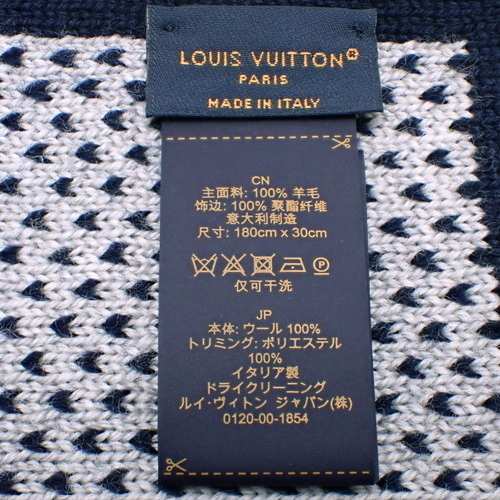 LOUIS VUITTON®
PARIS
MADE IN ITALY
CN
主面料: 100% 羊毛
饰边: 100% 聚酯纤维
意大利制造
尺寸: 180cm x 30cm
P
仅可干洗
JP
本体: ウール 100%
トリミング: ポリエステル
100%
イタリア製
ドライクリーニング
ルイ・ヴィトン ジャパン(株)
0120-00-1854